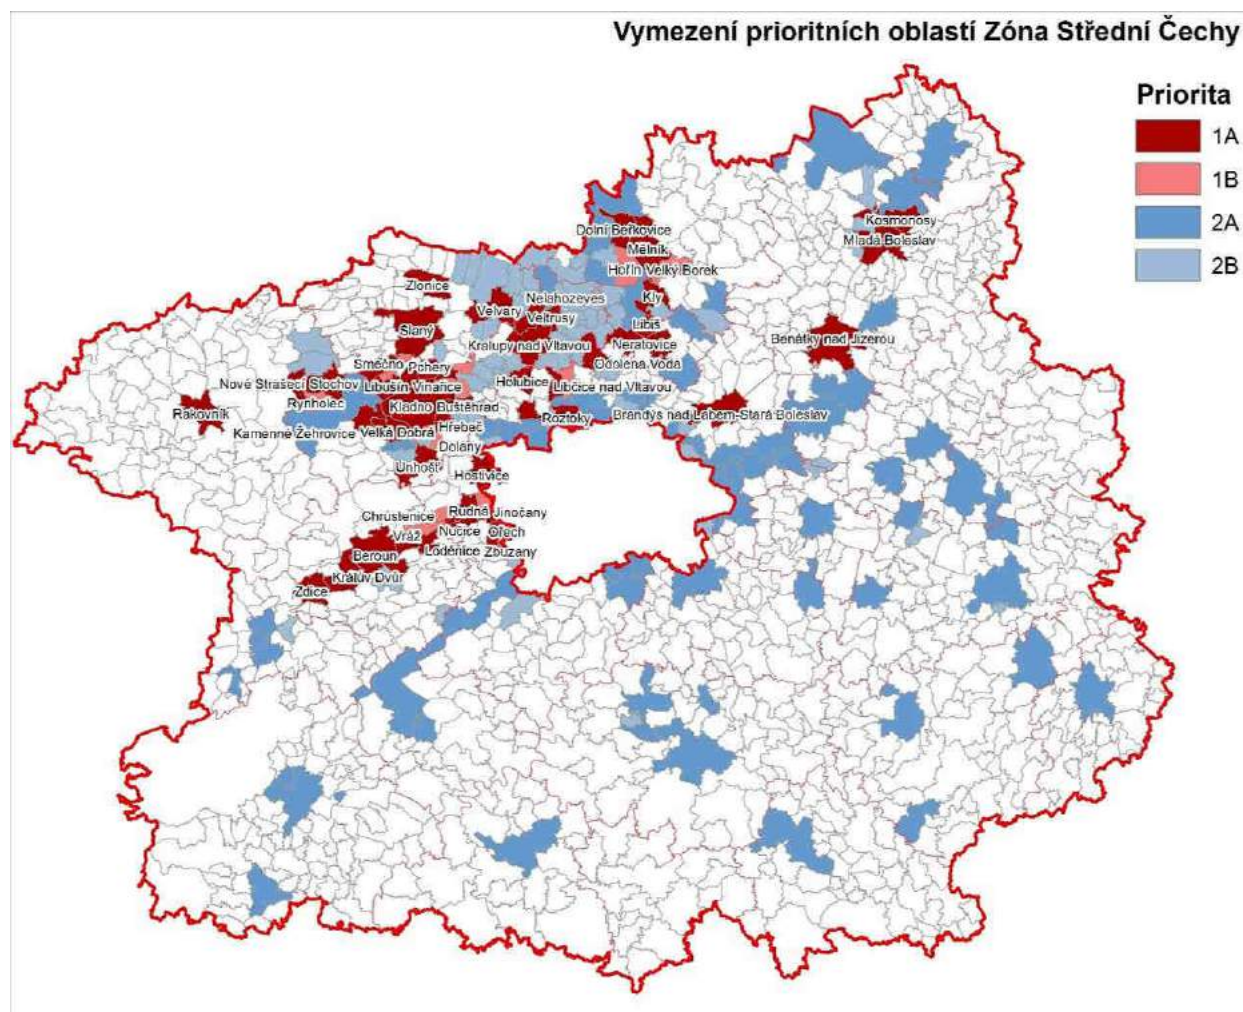 Vymezení prioritních oblastí Zóna Střední Čechy
Priorita
1A
1B
2A
2B
Kosmonosy
Dolní Beřkovice
Mladá Boleslav
Mělník
Hořín Velký Borek
Zlonice
Nelahozeves
Kly
Velvary
Veltrusy
Slaný
Libiš
Benátky nad Jizerou
Kralupy nad Vltavou
Neratovice
Smečno Pchery
Odolena Voda
Nové Strašecí Stochov
Libušín Vinařice
Holubice
Libčice nad Vltavou
Rynholec
Kladno Buštěhrad
Rakovník
Roztoky
Brandýs nad Labem-Stará Boleslav
Kamenné Žehrovice
Velká Dobrá
Hřebeč
Dolany
Unhošť
Hostivice
Chrustenice
Rudná
Jinočany
Vráž
Nučice
Ořech
Beroun
Loděnice
Zbuzany
Králův Dvůr
Zdice